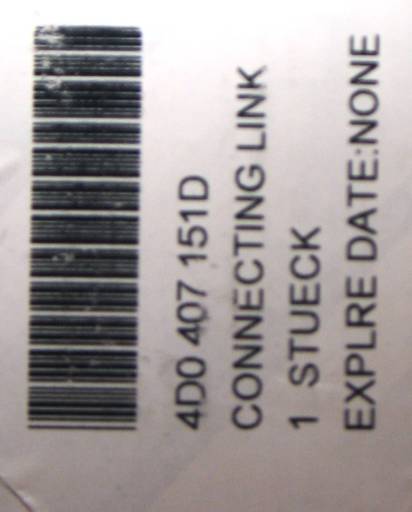 4D0 407 151D
CONNECTING LINK
1 STUECK
EXPLRE DATE:NONE